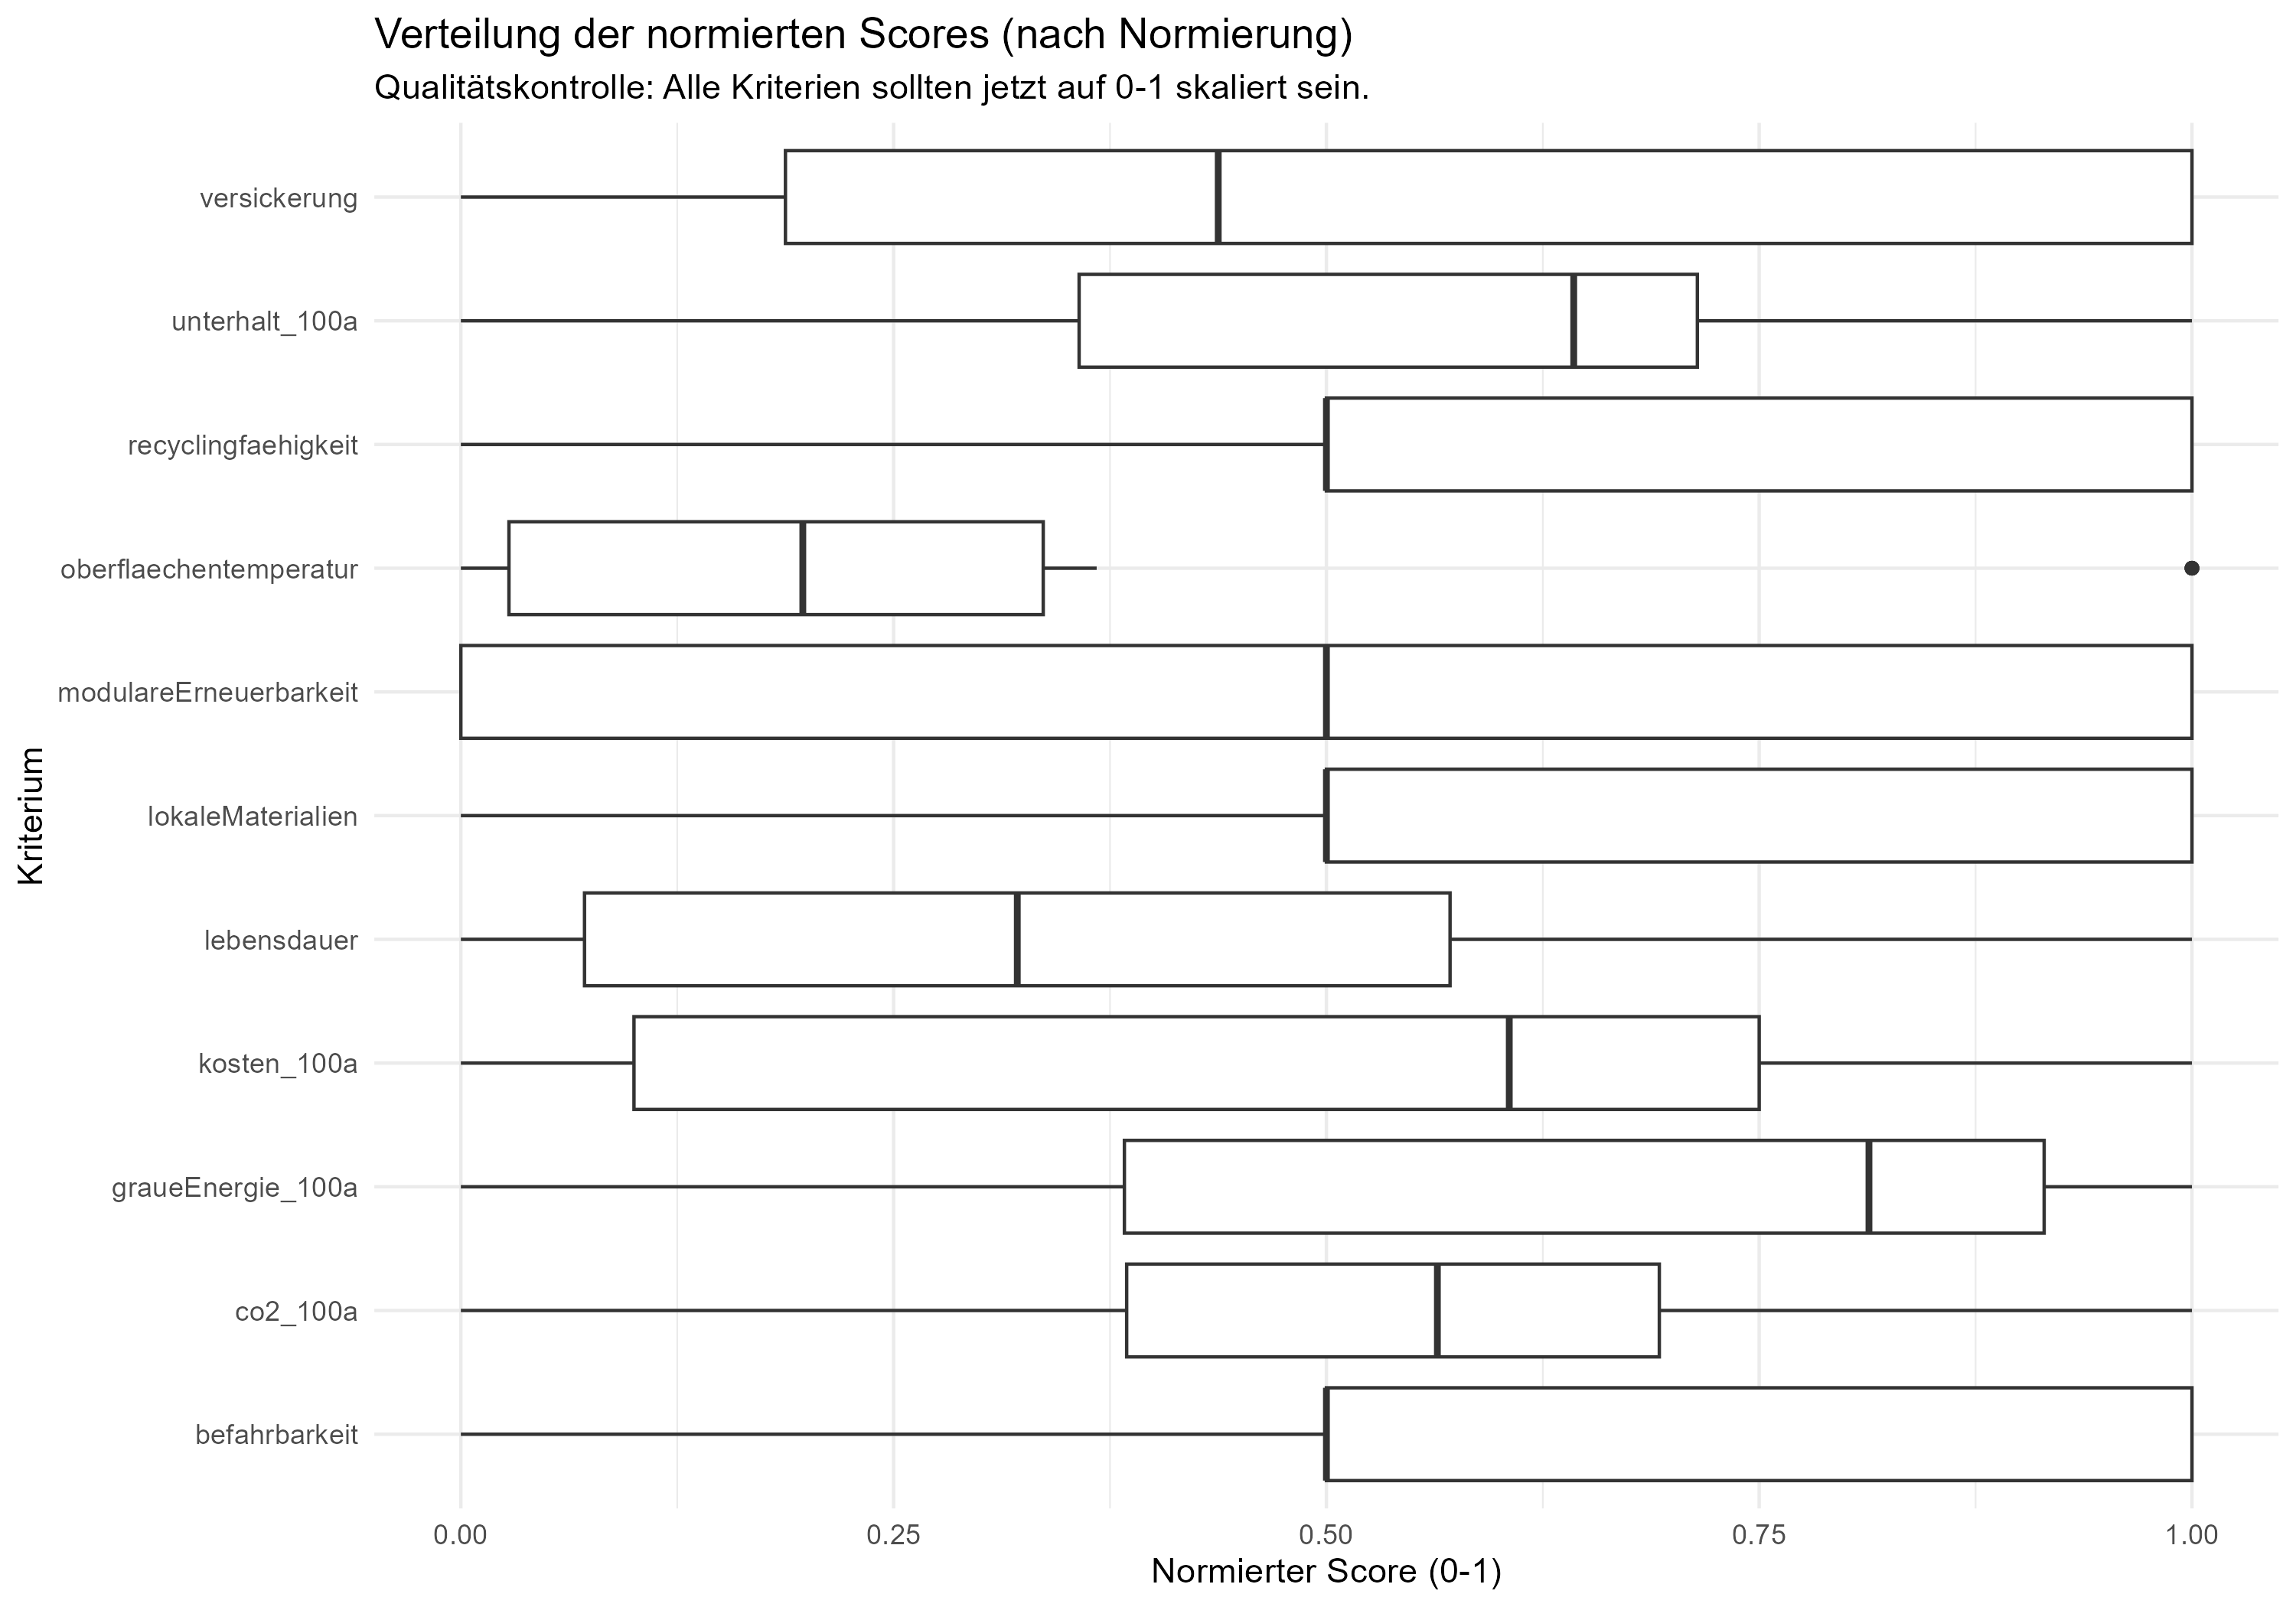 Verteilung der normierten Scores (nach Normierung)
Qualitätskontrolle: Alle Kriterien sollten jetzt auf 0-1 skaliert sein.
Kriterium
versickerung
unterhalt_100a
recyclingfaehigkeit
oberflaechentemperatur
modulareErneuerbarkeit
lokaleMaterialien
lebensdauer
kosten_100a
graueEnergie_100a
co2_100a
befahrbarkeit
0.00 0.25 0.50 0.75 1.00
Normierter Score (0-1)